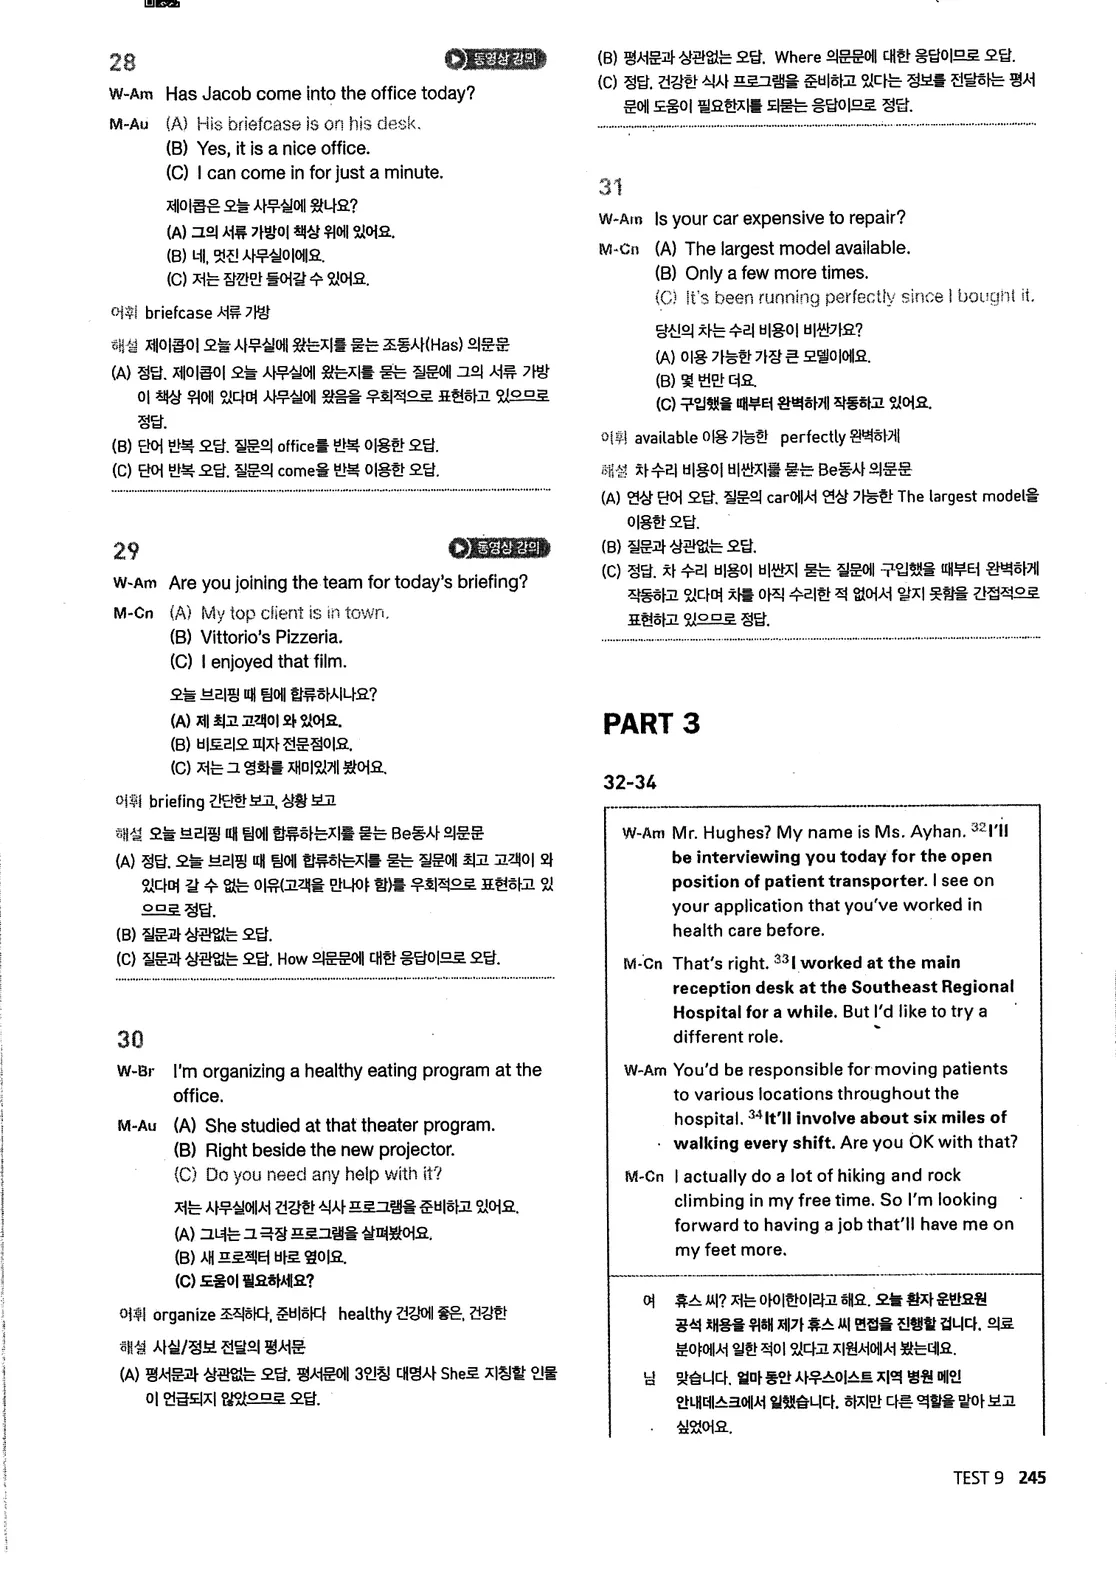 28
동영상 강의
W-Am Has Jacob come into the office today?
M-Au (A) His briefcase is on his desk.
(B) Yes, it is a nice office.
(C) I can come in for just a minute.
제이콥은 오늘 사무실에 왔나요?
(A) 그의 서류 가방이 책상 위에 있어요.
(B) 네, 멋진 사무실이에요.
(C) 저는 잠깐만 들어갈 수 있어요.
어휘 briefcase 서류 가방
해설 제이콥이 오늘 사무실에 왔는지를 묻는 조동사(Has) 의문문
(A) 정답. 제이콥이 오늘 사무실에 왔는지를 묻는 질문에 그의 서류 가방
이 책상 위에 있다며 사무실에 왔음을 우회적으로 표현하고 있으므로
정답.
(B) 단어 반복 오답. 질문의 office를 반복 이용한 오답.
(C) 단어 반복 오답. 질문의 come을 반복 이용한 오답.
29
동영상 강의
W-Am Are you joining the team for today's briefing?
M-Cn (A) My top client is in town.
(B) Vittorio's Pizzeria.
(C) I enjoyed that film.
오늘 브리핑 때 팀에 합류하시나요?
(A) 제 최고 고객이 와 있어요.
(B) 비토리오 피자 전문점이요.
(C) 저는 그 영화를 재미있게 봤어요.
어휘 briefing 간단한 보고, 상황 보고
해설 오늘 브리핑 때 팀에 합류하는지를 묻는 Be동사 의문문
(A) 정답. 오늘 브리핑 때 팀에 합류하는지를 묻는 질문에 최고 고객이 와
있다며 갈 수 없는 이유(고객을 만나야 함)를 우회적으로 표현하고 있
으므로 정답.
(B) 질문과 상관없는 오답.
(C) 질문과 상관없는 오답. How 의문문에 대한 응답이므로 오답.
30
W-Br I'm organizing a healthy eating program at the
office.
M-Au (A) She studied at that theater program.
(B) Right beside the new projector.
(C) Do you need any help with it?
저는 사무실에서 건강한 식사 프로그램을 준비하고 있어요.
(A) 그녀는 그 극장 프로그램을 살펴봤어요.
(B) 새 프로젝터 바로 옆이요.
(C) 도움이 필요하세요?
어휘 organize 조직하다, 준비하다 healthy 건강에 좋은, 건강한
해설 사실/정보 전달의 평서문
(A) 평서문과 상관없는 오답. 평서문에 3인칭 대명사 She로 지칭할 인물
이 언급되지 않았으므로 오답.
(B) 평서문과 상관없는 오답. Where 의문문에 대한 응답이므로 오답.
(C) 정답. 건강한 식사 프로그램을 준비하고 있다는 정보를 전달하는 평서
문에 도움이 필요한지를 되묻는 응답이므로 정답.
31
W-Am Is your car expensive to repair?
M-Cn (A) The largest model available.
(B) Only a few more times.
(C) It's been running perfectly since I bought it.
당신의 차는 수리 비용이 비싼가요?
(A) 이용 가능한 가장 큰 모델이에요.
(B) 몇 번만 더요.
(C) 구입했을 때부터 완벽하게 작동하고 있어요.
어휘 available 이용 가능한 perfectly 완벽하게
해설 차 수리 비용이 비싼지를 묻는 Be동사 의문문
(A) 연상 단어 오답. 질문의 car에서 연상 가능한 The largest model을
이용한 오답.
(B) 질문과 상관없는 오답.
(C) 정답. 차 수리 비용이 비싼지 묻는 질문에 구입했을 때부터 완벽하게
작동하고 있다며 차를 아직 수리한 적 없어서 알지 못함을 간접적으로
표현하고 있으므로 정답.
PART 3
32-34
W-Am Mr. Hughes? My name is Ms. Ayhan. 32I'll
be interviewing you today for the open
position of patient transporter. I see on
your application that you've worked in
health care before.
M-Cn That's right. 33I worked at the main
reception desk at the Southeast Regional
Hospital for a while. But I'd like to try a
different role.
W-Am You'd be responsible for moving patients
to various locations throughout the
hospital. 34It'll involve about six miles of
walking every shift. Are you OK with that?
M-Cn I actually do a lot of hiking and rock
climbing in my free time. So I'm looking
forward to having a job that'll have me on
my feet more.
여 휴스 씨? 저는 아이한이라고 해요. 오늘 환자 운반요원
공석 채용을 위해 제가 휴스 씨 면접을 진행할 겁니다. 의료
분야에서 일한 적이 있다고 지원서에서 봤는데요.
남 맞습니다. 얼마 동안 사우스이스트 지역 병원 메인
안내데스크에서 일했습니다. 하지만 다른 역할을 맡아 보고
싶었어요.
TEST 9 245